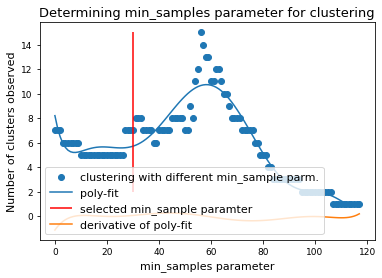 Determining min_samples parameter for clustering
Number of clusters observed
14
12
10
8
6
4
2
0
clustering with different min_sample parm.
poly-fit
selected min_sample paramter
derivative of poly-fit
0 20 40 60 80 100 120
min_samples parameter